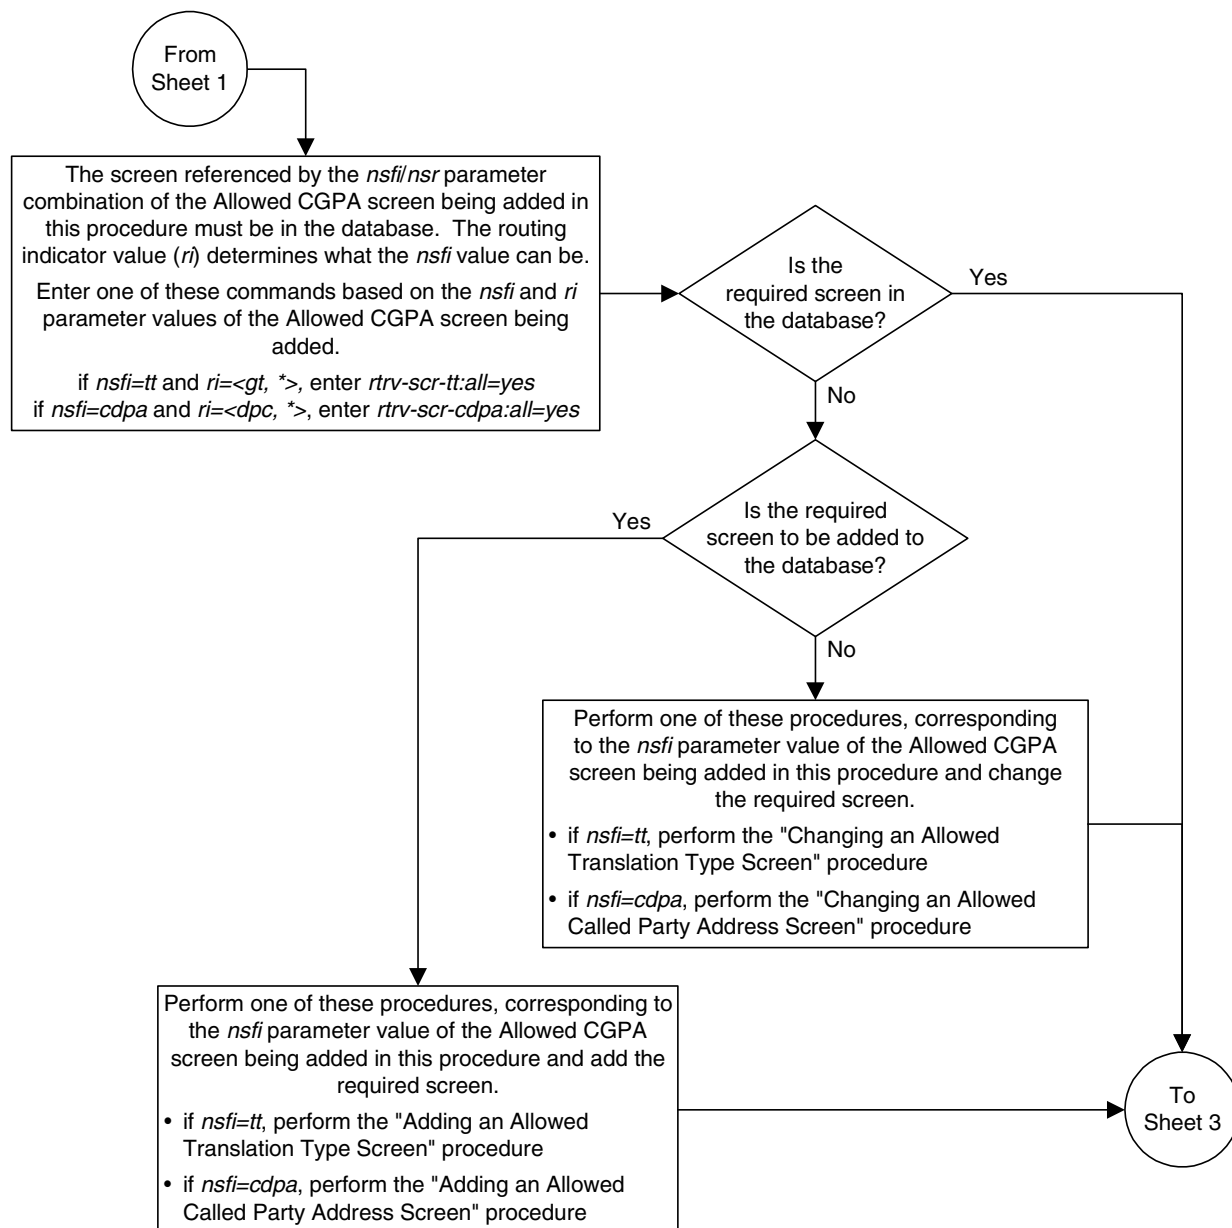 From
Sheet 1
The screen referenced by the nsfi/nsr parameter
combination of the Allowed CGPA screen being added in
this procedure must be in the database. The routing
indicator value (ri) determines what the nsfi value can be.
Enter one of these commands based on the nsfi and ri
parameter values of the Allowed CGPA screen being
added.
if nsfi=tt and ri=<gt, *>, enter rtrv-scr-tt:all=yes
if nsfi=cdpa and ri=<dpc, *>, enter rtrv-scr-cdpa:all=yes
Is the
required screen in
the database?
Yes
No
Is the required
screen to be added to
the database?
Yes
No
Perform one of these procedures, corresponding
to the nsfi parameter value of the Allowed CGPA
screen being added in this procedure and change
the required screen.
• if nsfi=tt, perform the "Changing an Allowed
Translation Type Screen" procedure
• if nsfi=cdpa, perform the "Changing an Allowed
Called Party Address Screen" procedure
Perform one of these procedures, corresponding to
the nsfi parameter value of the Allowed CGPA
screen being added in this procedure and add the
required screen.
• if nsfi=tt, perform the "Adding an Allowed
Translation Type Screen" procedure
• if nsfi=cdpa, perform the "Adding an Allowed
Called Party Address Screen" procedure
To
Sheet 3